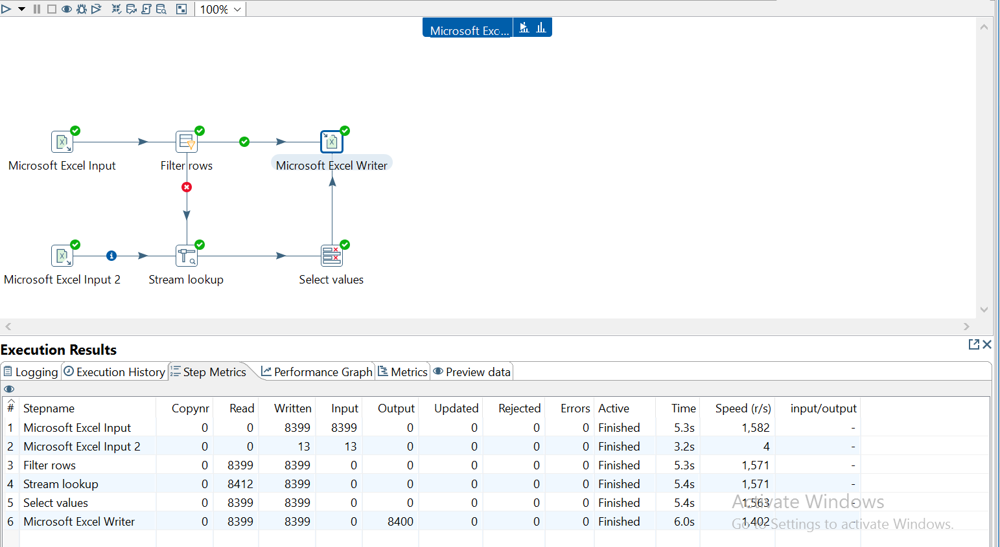 100%
Microsoft Exc...
Microsoft Excel Input
Filter rows
Microsoft Excel Writer
Microsoft Excel Input 2
Stream lookup
Select values
Execution Results
Logging Execution History Step Metrics Performance Graph Metrics Preview data
# Stepname Copynr Read Written Input Output Updated Rejected Errors Active Time Speed (r/s) input/output
1 Microsoft Excel Input 0 0 8399 8399 0 0 0 0 Finished 5.3s 1,582 -
2 Microsoft Excel Input 2 0 0 13 13 0 0 0 0 Finished 3.2s 4 -
3 Filter rows 0 8399 8399 0 0 0 0 0 Finished 5.3s 1,571 -
4 Stream lookup 0 8412 8399 0 0 0 0 0 Finished 5.4s 1,571 -
5 Select values 0 8399 8399 0 0 0 0 0 Finished 5.4s 1,563 -
6 Microsoft Excel Writer 0 8399 8399 0 8400 0 0 0 Finished 6.0s 1,402 -
Activate Windows
Go to Settings to activate Windows.